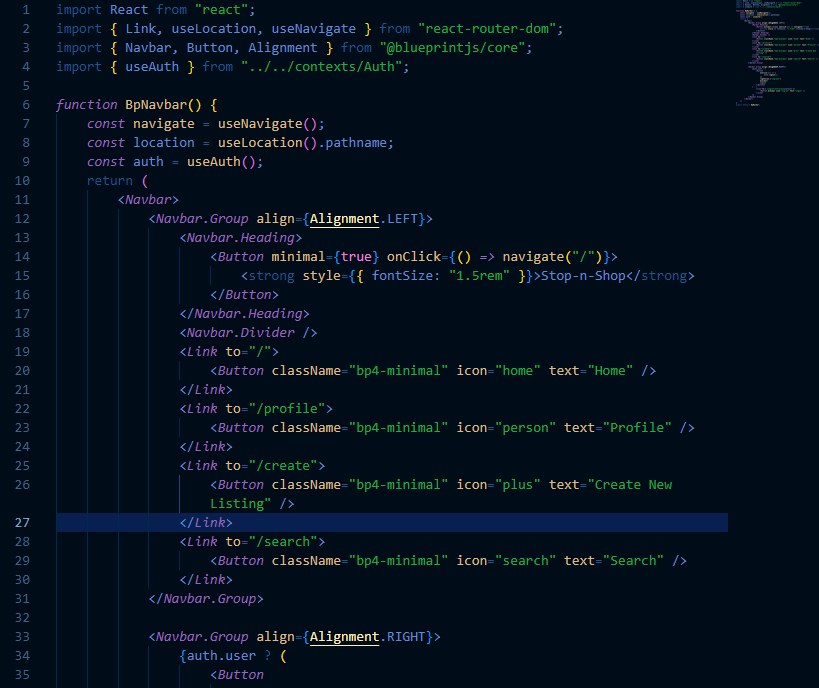 1 import React from "react";
2 import { Link, useLocation, useNavigate } from "react-router-dom";
3 import { Navbar, Button, Alignment } from "@blueprintjs/core";
4 import { useAuth } from "../../contexts/Auth";
5
6 function BpNavbar() {
7 const navigate = useNavigate();
8 const location = useLocation().pathname;
9 const auth = useAuth();
10 return (
11 <Navbar>
12 <Navbar.Group align={Alignment.LEFT}>
13 <Navbar.Heading>
14 <Button minimal={true} onClick={() => navigate("/")}>
15 <strong style={{ fontSize: "1.5rem" }}>Stop-n-Shop</strong>
16 </Button>
17 </Navbar.Heading>
18 <Navbar.Divider />
19 <Link to="/">
20 <Button className="bp4-minimal" icon="home" text="Home" />
21 </Link>
22 <Link to="/profile">
23 <Button className="bp4-minimal" icon="person" text="Profile" />
24 </Link>
25 <Link to="/create">
26 <Button className="bp4-minimal" icon="plus" text="Create New
Listing" />
27 </Link>
28 <Link to="/search">
29 <Button className="bp4-minimal" icon="search" text="Search" />
30 </Link>
31 </Navbar.Group>
32
33 <Navbar.Group align={Alignment.RIGHT}>
34 {auth.user ? (
35 <Button